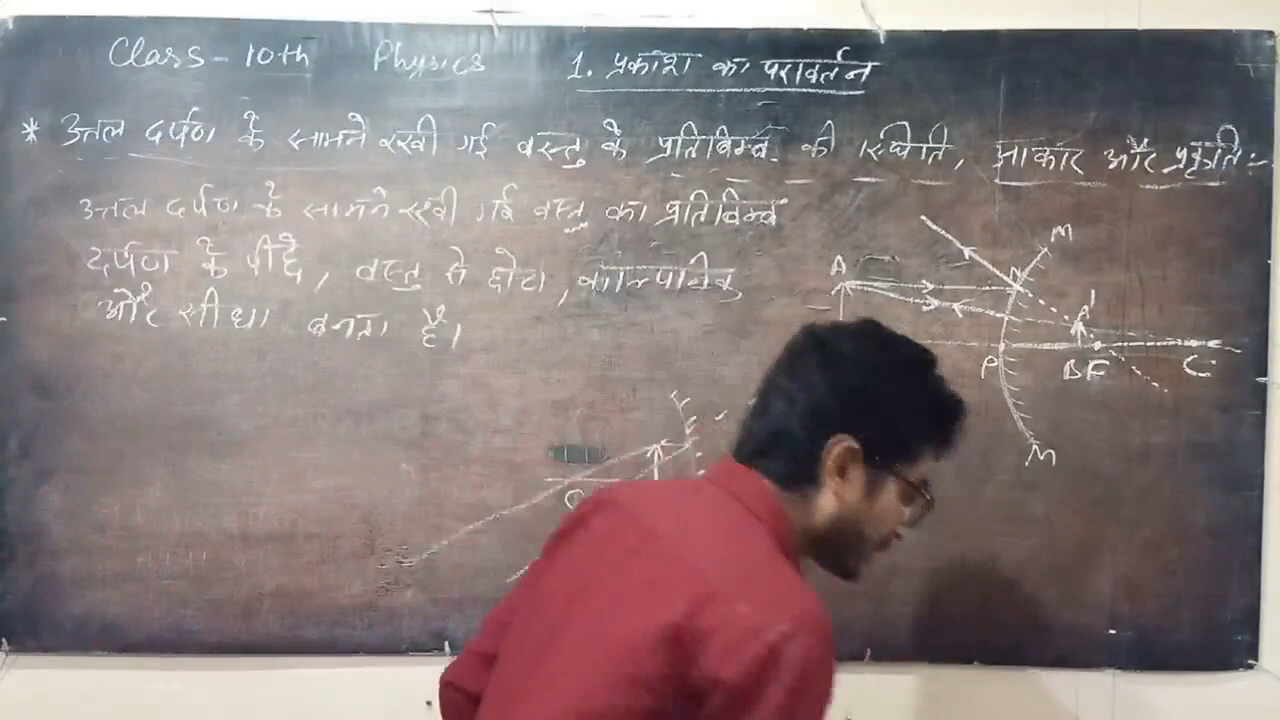 Class - 10th Physics 1. प्रकाश का परावर्तन
* उत्तल दर्पण के सामने रखी गई वस्तु के प्रतिबिम्ब की स्थिति, आकार और प्रकृति :-
उत्तल दर्पण के सामने रखी गई वस्तु का प्रतिबिम्ब
दर्पण के पीछे, वस्तु से छोटा, काल्पनिक
और सीधा बनता है।
M
A N
A'
P B F C
M
C